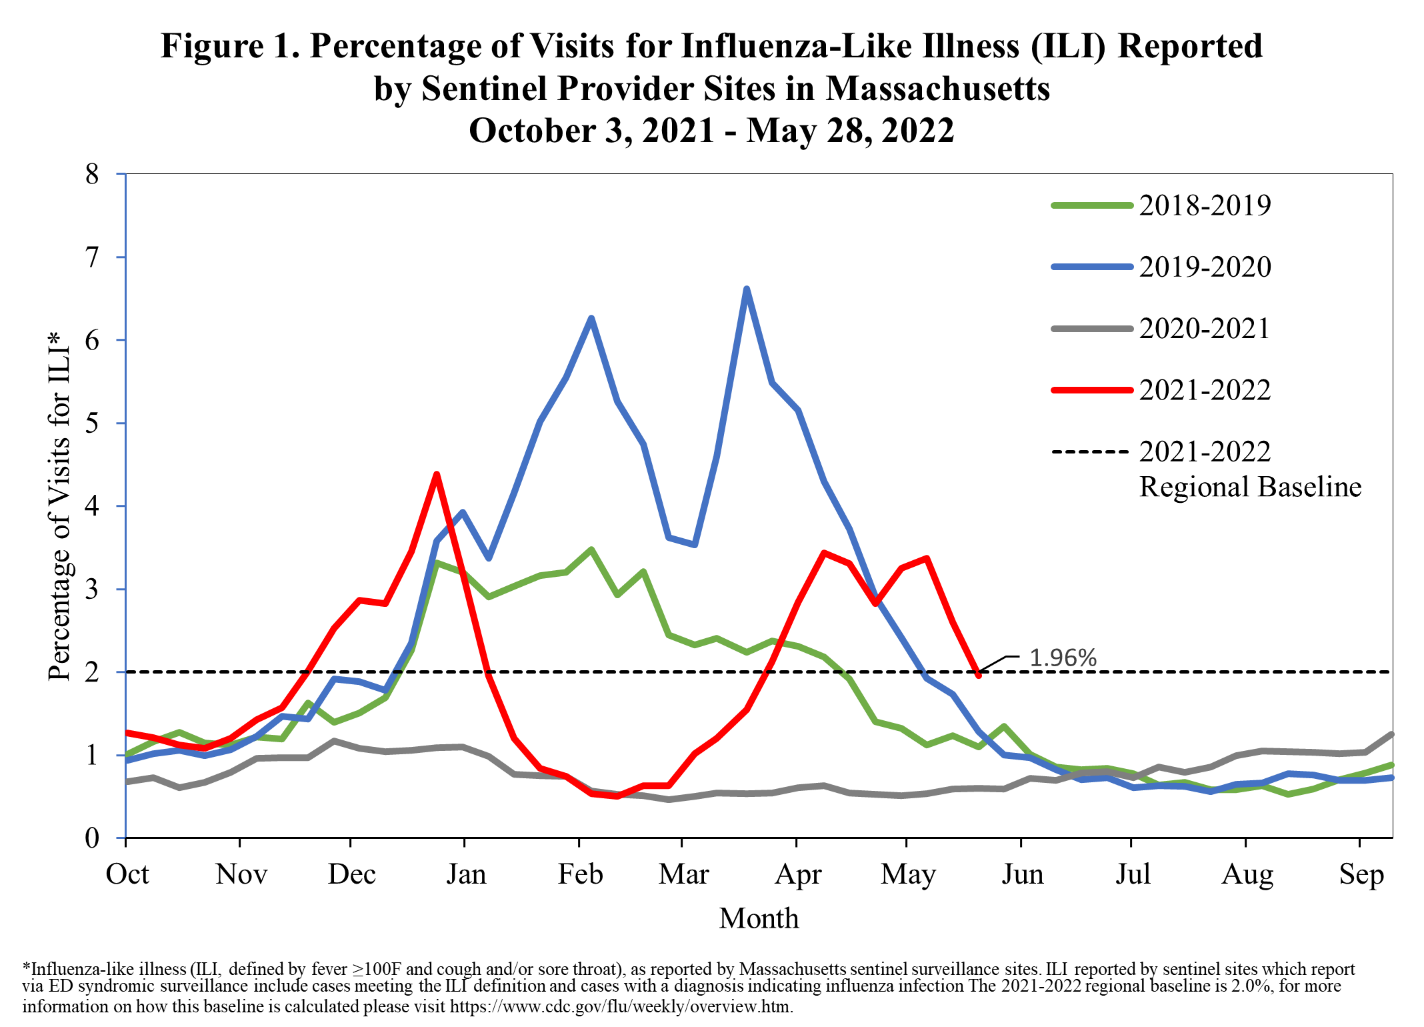 Figure 1. Percentage of Visits for Influenza-Like Illness (ILI) Reported
by Sentinel Provider Sites in Massachusetts
October 3, 2021 - May 28, 2022
8
7
6
5
4
3
2
1
0
Percentage of Visits for ILI*
2018-2019
2019-2020
2020-2021
2021-2022
2021-2022
Regional Baseline
1.96%
Oct Nov Dec Jan Feb Mar Apr May Jun Jul Aug Sep
Month
*Influenza-like illness (ILI, defined by fever ≥100F and cough and/or sore throat), as reported by Massachusetts sentinel surveillance sites. ILI reported by sentinel sites which report
via ED syndromic surveillance include cases meeting the ILI definition and cases with a diagnosis indicating influenza infection The 2021-2022 regional baseline is 2.0%, for more
information on how this baseline is calculated please visit https://www.cdc.gov/flu/weekly/overview.htm.